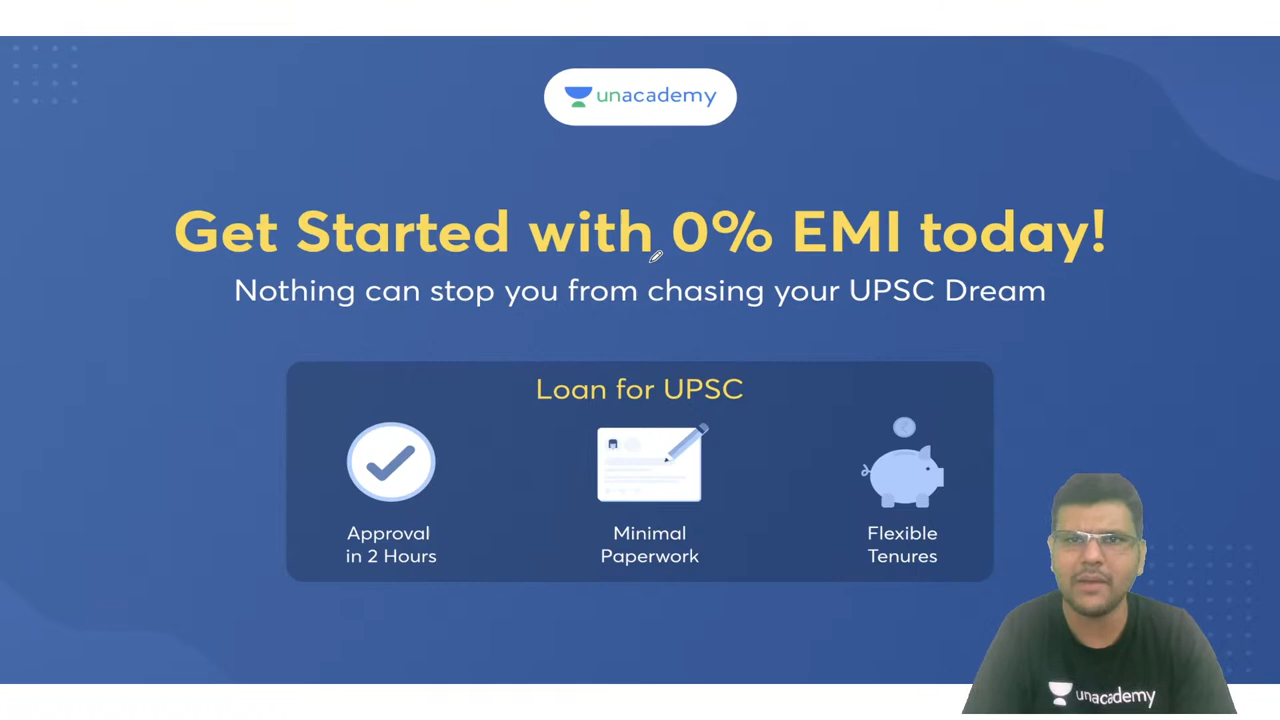 unacademy
Get Started with 0% EMI today!
Nothing can stop you from chasing your UPSC Dream
Loan for UPSC
Approval
in 2 Hours
Minimal
Paperwork
Flexible
Tenures
unacademy